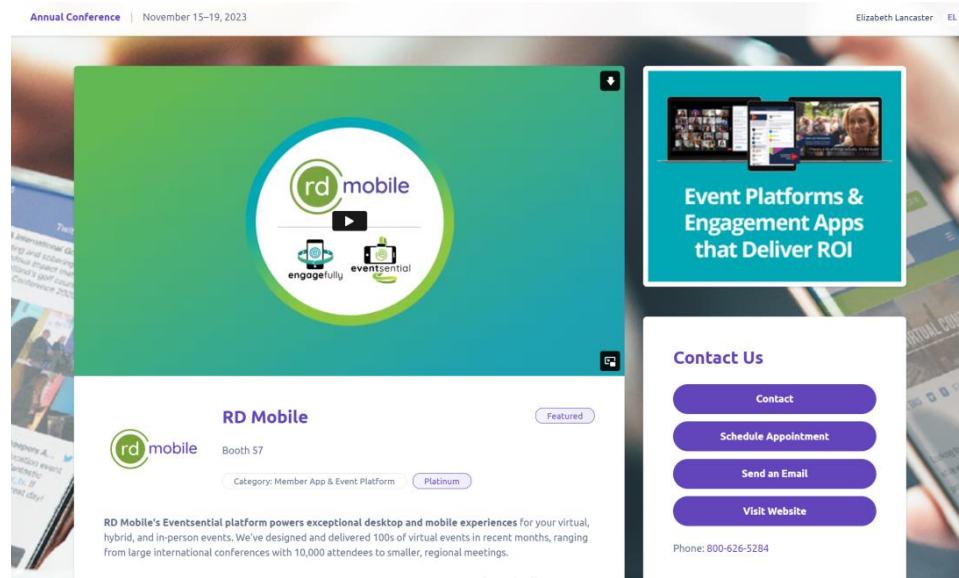 Annual Conference | November 15–19, 2023
Elizabeth Lancaster EL
rd mobile
engagefully
eventsential
Event Platforms &
Engagement Apps
that Deliver ROI
Contact Us
Contact
Schedule Appointment
Send an Email
Visit Website
Phone: 800-626-5284
rd mobile
RD Mobile
Featured
Booth 57
Category: Member App & Event Platform
Platinum
RD Mobile's Eventsential platform powers exceptional desktop and mobile experiences for your virtual,
hybrid, and in-person events. We've designed and delivered 100s of virtual events in recent months, ranging
from large international conferences with 10,000 attendees to smaller, regional meetings.